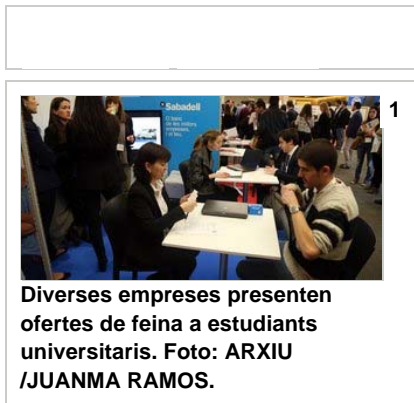 Sabadell
1
Diverses empreses presenten
ofertes de feina a estudiants
universitaris. Foto: ARXIU
/JUANMA RAMOS.